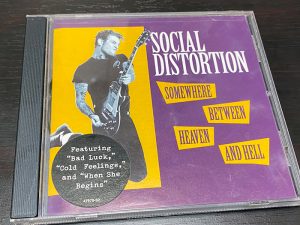 SOCIAL
DISTORTION
SOMEWHERE
BETWEEN
HEAVEN
AND HELL
Featuring
"Bad Luck,"
"Cold Feelings,"
and "When She
Begins"